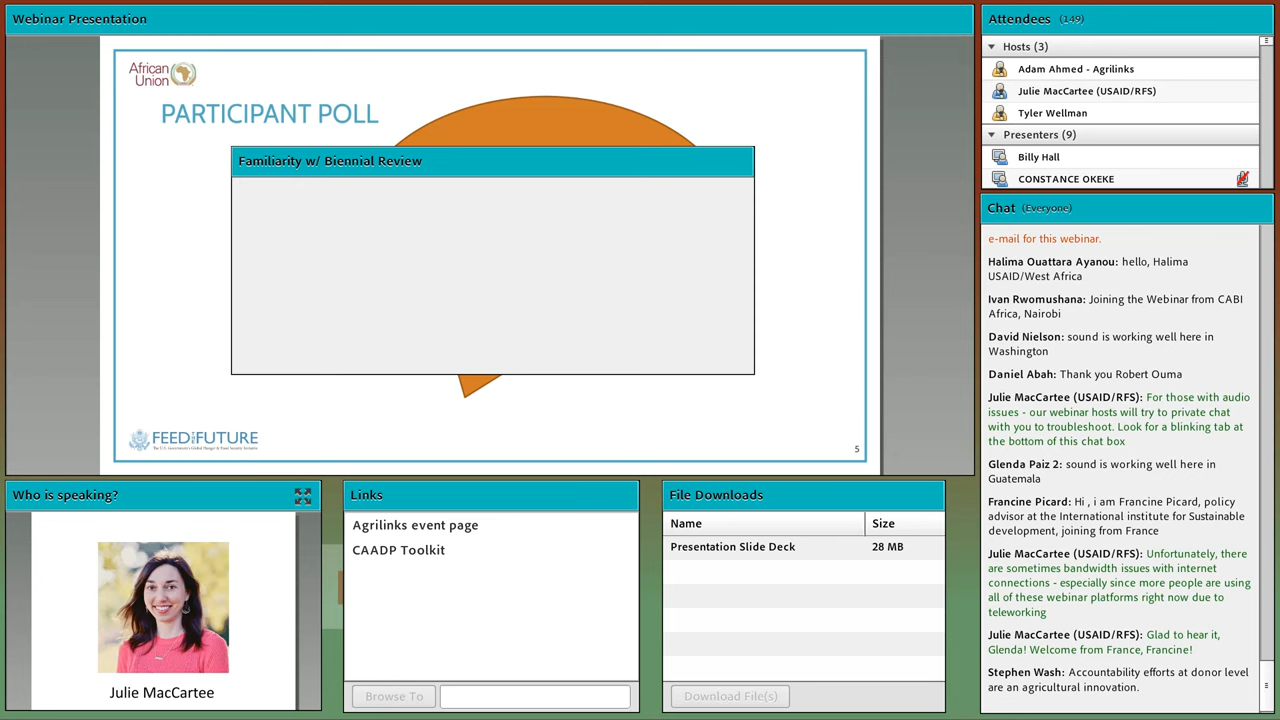 Webinar Presentation
African
Union
PARTICIPANT POLL
Familiarity w/ Biennial Review
FEED THE FUTURE
The U.S. Government's Global Hunger & Food Security Initiative
5
Who is speaking?
Julie MacCartee
Links
Agrilinks event page
CAADP Toolkit
Browse To
File Downloads
Name Size
Presentation Slide Deck 28 MB
Download File(s)
Attendees (149)
Hosts (3)
Adam Ahmed - Agrilinks
Julie MacCartee (USAID/RFS)
Tyler Wellman
Presenters (9)
Billy Hall
CONSTANCE OKEKE
Chat (Everyone)
e-mail for this webinar.
Halima Ouattara Ayanou: hello, Halima
USAID/West Africa
Ivan Rwomushana: Joining the Webinar from CABI
Africa, Nairobi
David Nielson: sound is working well here in
Washington
Daniel Abah: Thank you Robert Ouma
Julie MacCartee (USAID/RFS): For those with audio
issues - our webinar hosts will try to private chat
with you to troubleshoot. Look for a blinking tab at
the bottom of this chat box
Glenda Paiz 2: sound is working well here in
Guatemala
Francine Picard: Hi , i am Francine Picard, policy
advisor at the International institute for Sustainable
development, joining from France
Julie MacCartee (USAID/RFS): Unfortunately, there
are sometimes bandwidth issues with internet
connections - especially since more people are using
all of these webinar platforms right now due to
teleworking
Julie MacCartee (USAID/RFS): Glad to hear it,
Glenda! Welcome from France, Francine!
Stephen Wash: Accountability efforts at donor level
are an agricultural innovation.